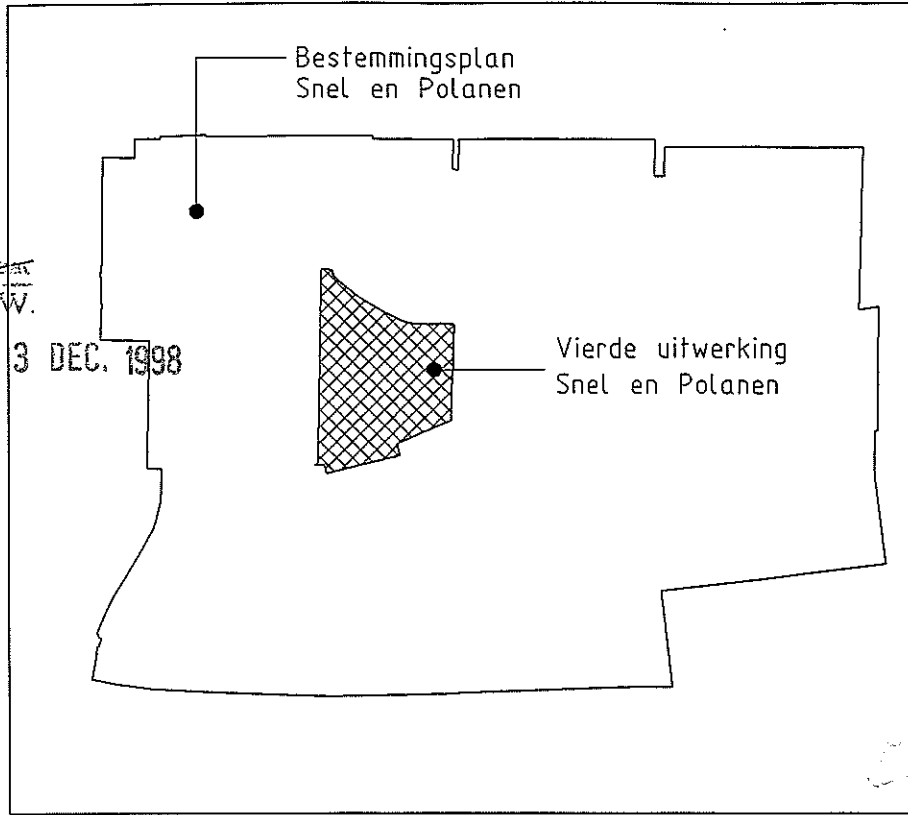 Bestemmingsplan
Snel en Polanen
W.
3 DEC. 1998
Vierde uitwerking
Snel en Polanen